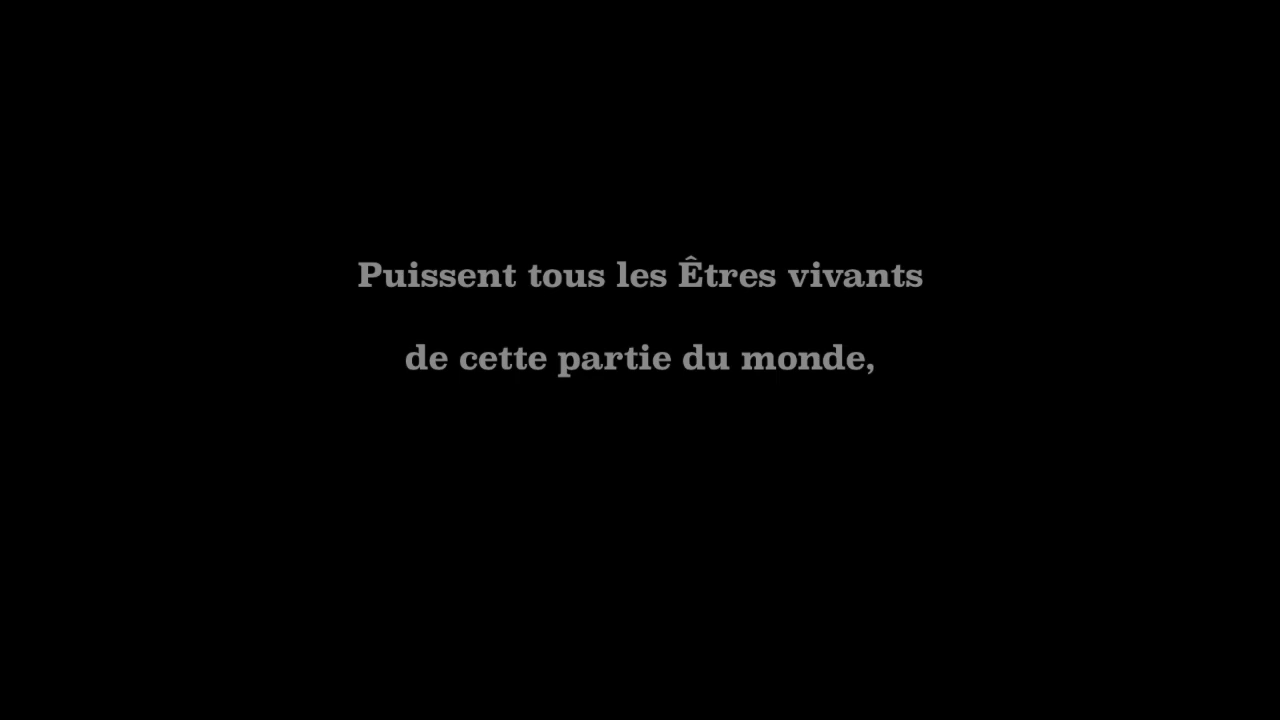 Puissent tous les Êtres vivants
de cette partie du monde,